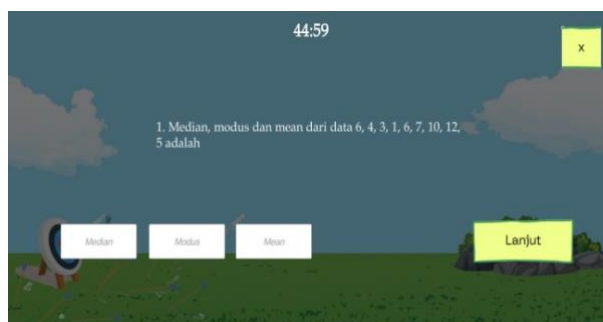 44:59
x
1. Median, modus dan mean dari data 6, 4, 3, 1, 6, 7, 10, 12,
5 adalah
Median
Modus
Mean
Lanjut